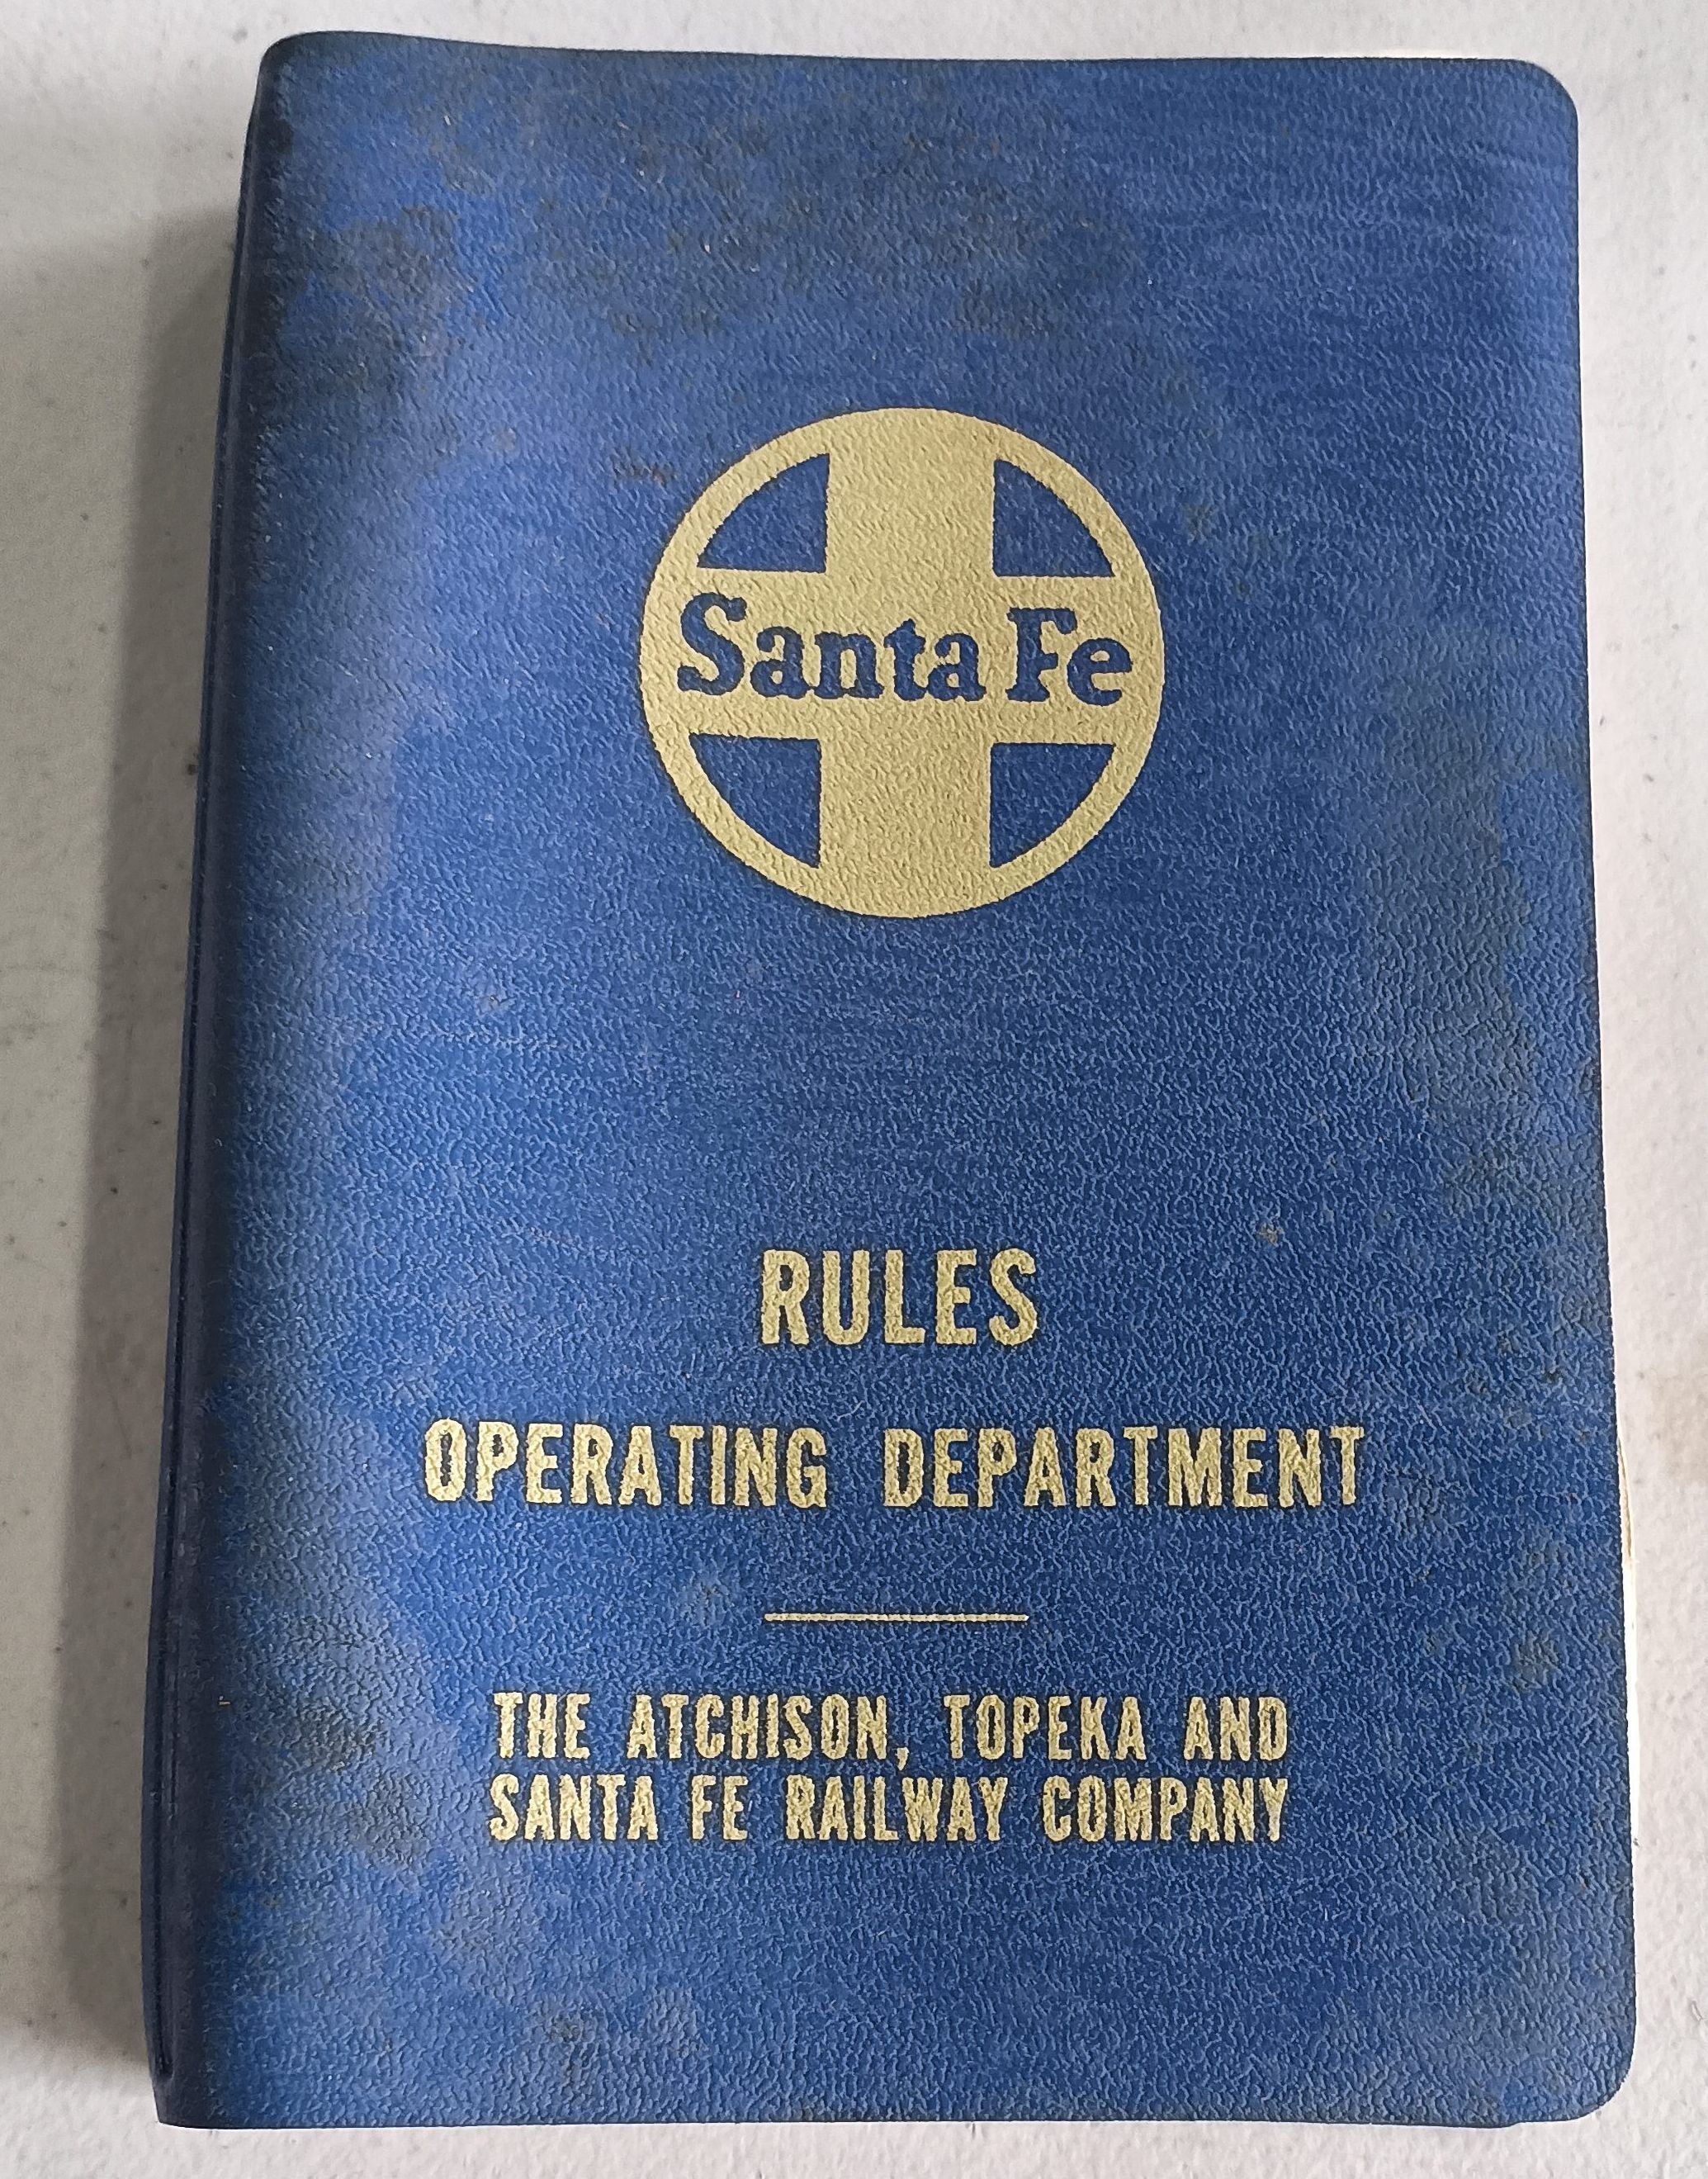 Santa Fe
RULES
OPERATING DEPARTMENT
THE ATCHISON, TOPEKA AND
SANTA FE RAILWAY COMPANY